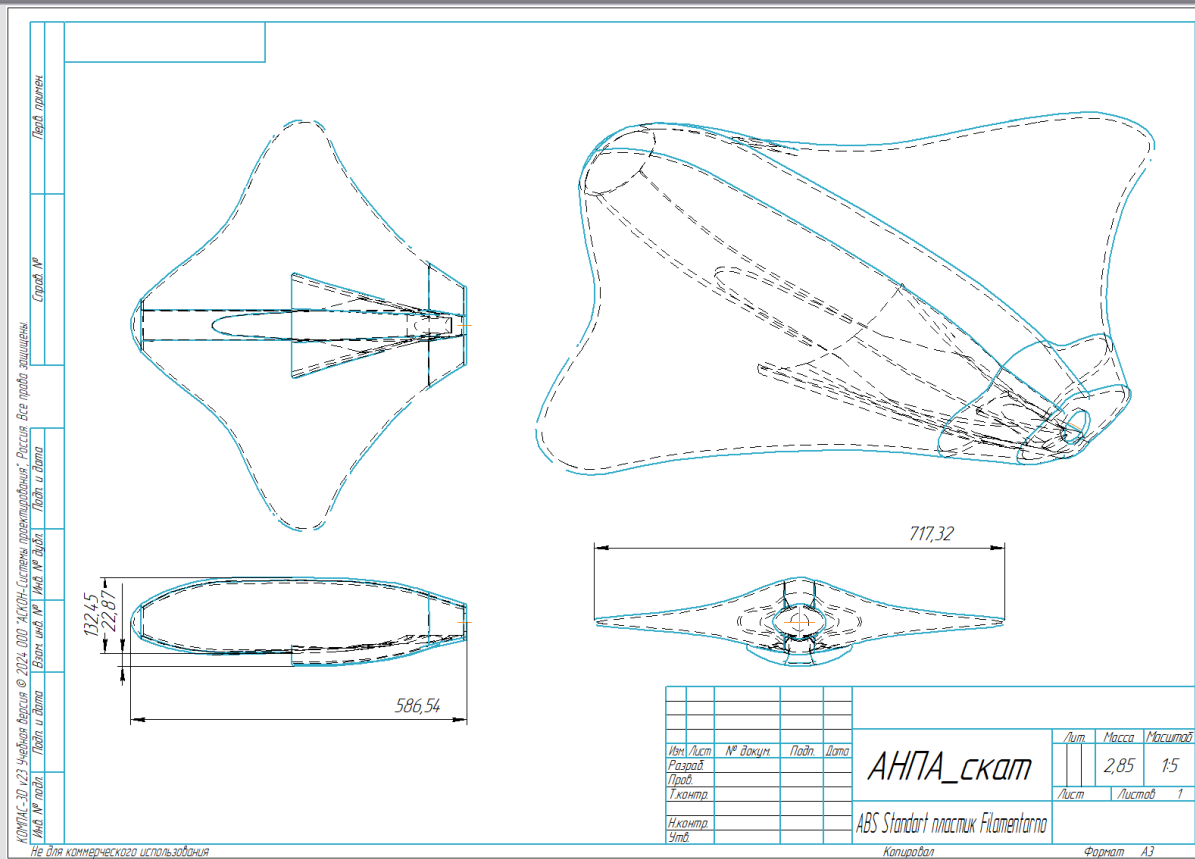 Перв. примен.
Справ. №
Подп. и дата
Инв. № дубл.
Взам. инв. №
Подп. и дата
Инв. № подл.
КОМПАС-3D v23 Учебная версия © 2024 ООО "АСКОН-Системы проектирования", Россия. Все права защищены.
132,45
22,87
586,54
717,32
Изм. Лист № докум. Подп. Дата
Разраб.
Пров.
Т.контр.
Н.контр.
Утв.
АНПА_скат
ABS Standart пластик Filamentarno
Лит. Масса Масштаб
2,85 1:5
Лист Листов 1
Не для коммерческого использования
Копировал
Формат А3